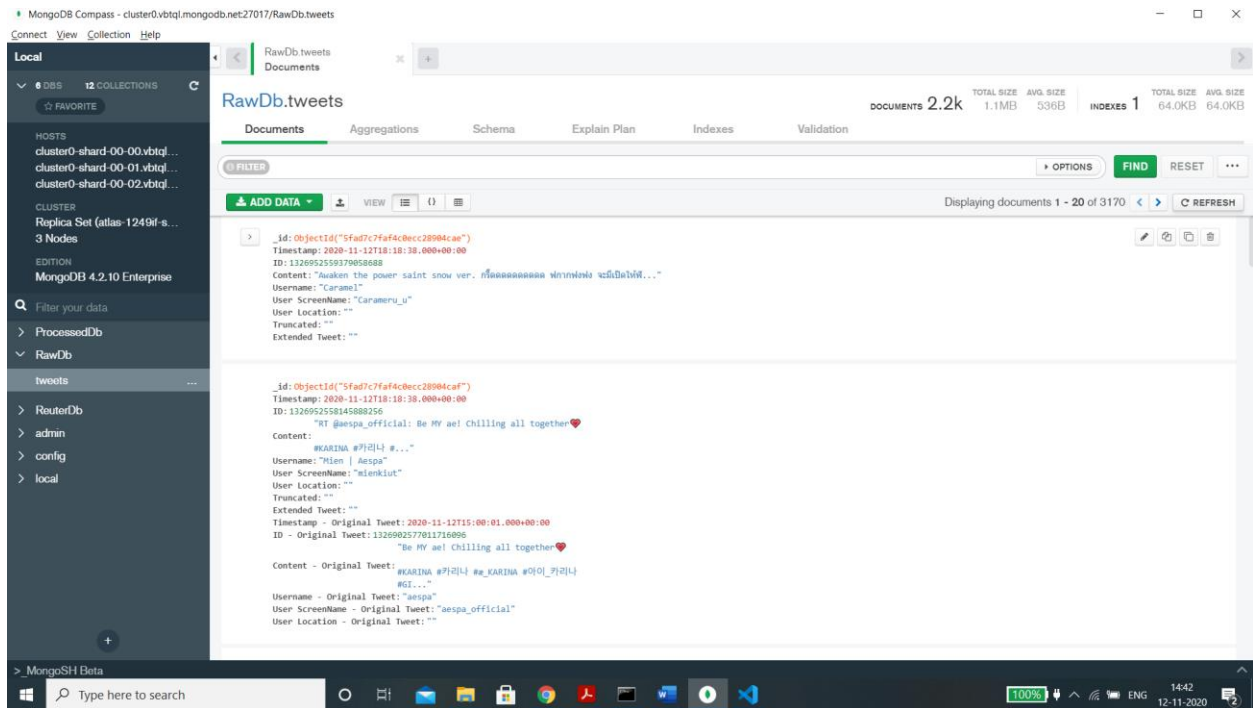 MongoDB Compass - cluster0.vbtql.mongodb.net:27017/RawDb.tweets
Connect View Collection Help
Local
6 DBS 12 COLLECTIONS
FAVORITE
HOSTS
cluster0-shard-00-00.vbtql...
cluster0-shard-00-01.vbtql...
cluster0-shard-00-02.vbtql...
CLUSTER
Replica Set (atlas-1249if-s...
3 Nodes
EDITION
MongoDB 4.2.10 Enterprise
Filter your data
ProcessedDb
RawDb
tweets ...
ReuterDb
admin
config
local
RawDb.tweets
Documents
RawDb.tweets
DOCUMENTS 2.2k TOTAL SIZE 1.1MB AVG. SIZE 536B INDEXES 1 TOTAL SIZE 64.0KB AVG. SIZE 64.0KB
Documents Aggregations Schema Explain Plan Indexes Validation
FILTER OPTIONS FIND RESET ...
ADD DATA VIEW {} Displaying documents 1 - 20 of 3170 REFRESH
_id: ObjectId("5fad7c7faf4c0ecc28904cae")
Timestamp: 2020-11-12T18:18:38.000+00:00
ID: 1326952559379058688
Content: "Awaken the power saint snow ver. ..."
Username: "Caramel"
User ScreenName: "Carameru_u"
User Location: ""
Truncated: ""
Extended Tweet: ""
_id: ObjectId("5fad7c7faf4c0ecc28904caf")
Timestamp: 2020-11-12T18:18:38.000+00:00
ID: 1326952558145888256
"RT @aespa_official: Be MY ae! Chilling all together❤
Content:
#KARINA #카리나 #..."
Username: "Mien | Aespa"
User ScreenName: "mienkiut"
User Location: ""
Truncated: ""
Extended Tweet: ""
Timestamp - Original Tweet: 2020-11-12T15:00:01.000+00:00
ID - Original Tweet: 1326902577011716096
"Be MY ae! Chilling all together❤
Content - Original Tweet:
#KARINA #카리나 #æ_KARINA #아이_카리나
#GI..."
Username - Original Tweet: "aespa"
User ScreenName - Original Tweet: "aespa_official"
User Location - Original Tweet: ""
>_MongoSH Beta
Type here to search
100% ENG 14:42
12-11-2020
2